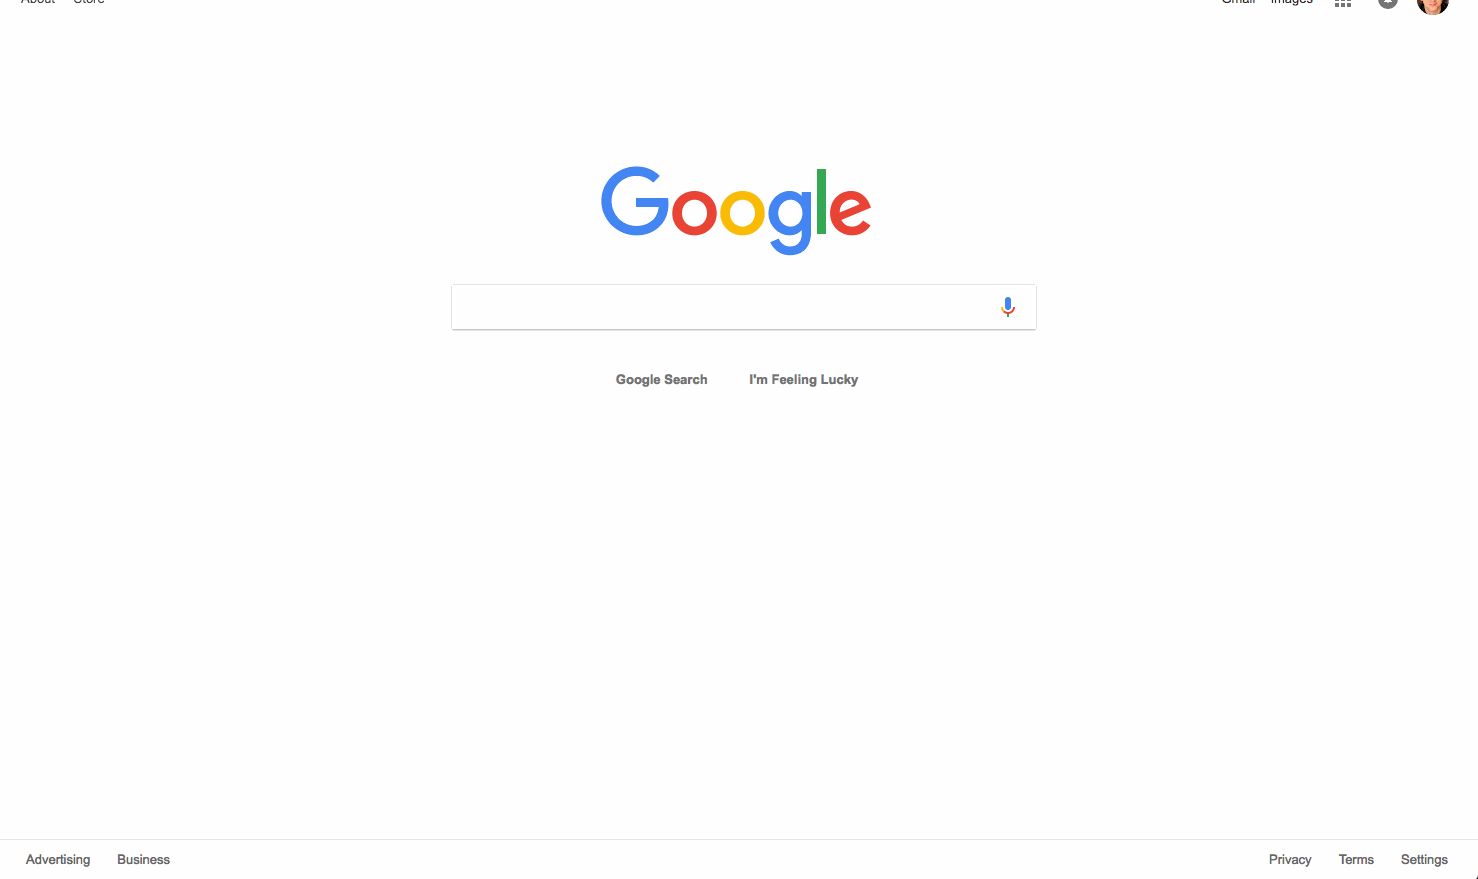 About Store Gmail Images
Google
Google Search I'm Feeling Lucky
Advertising Business Privacy Terms Settings